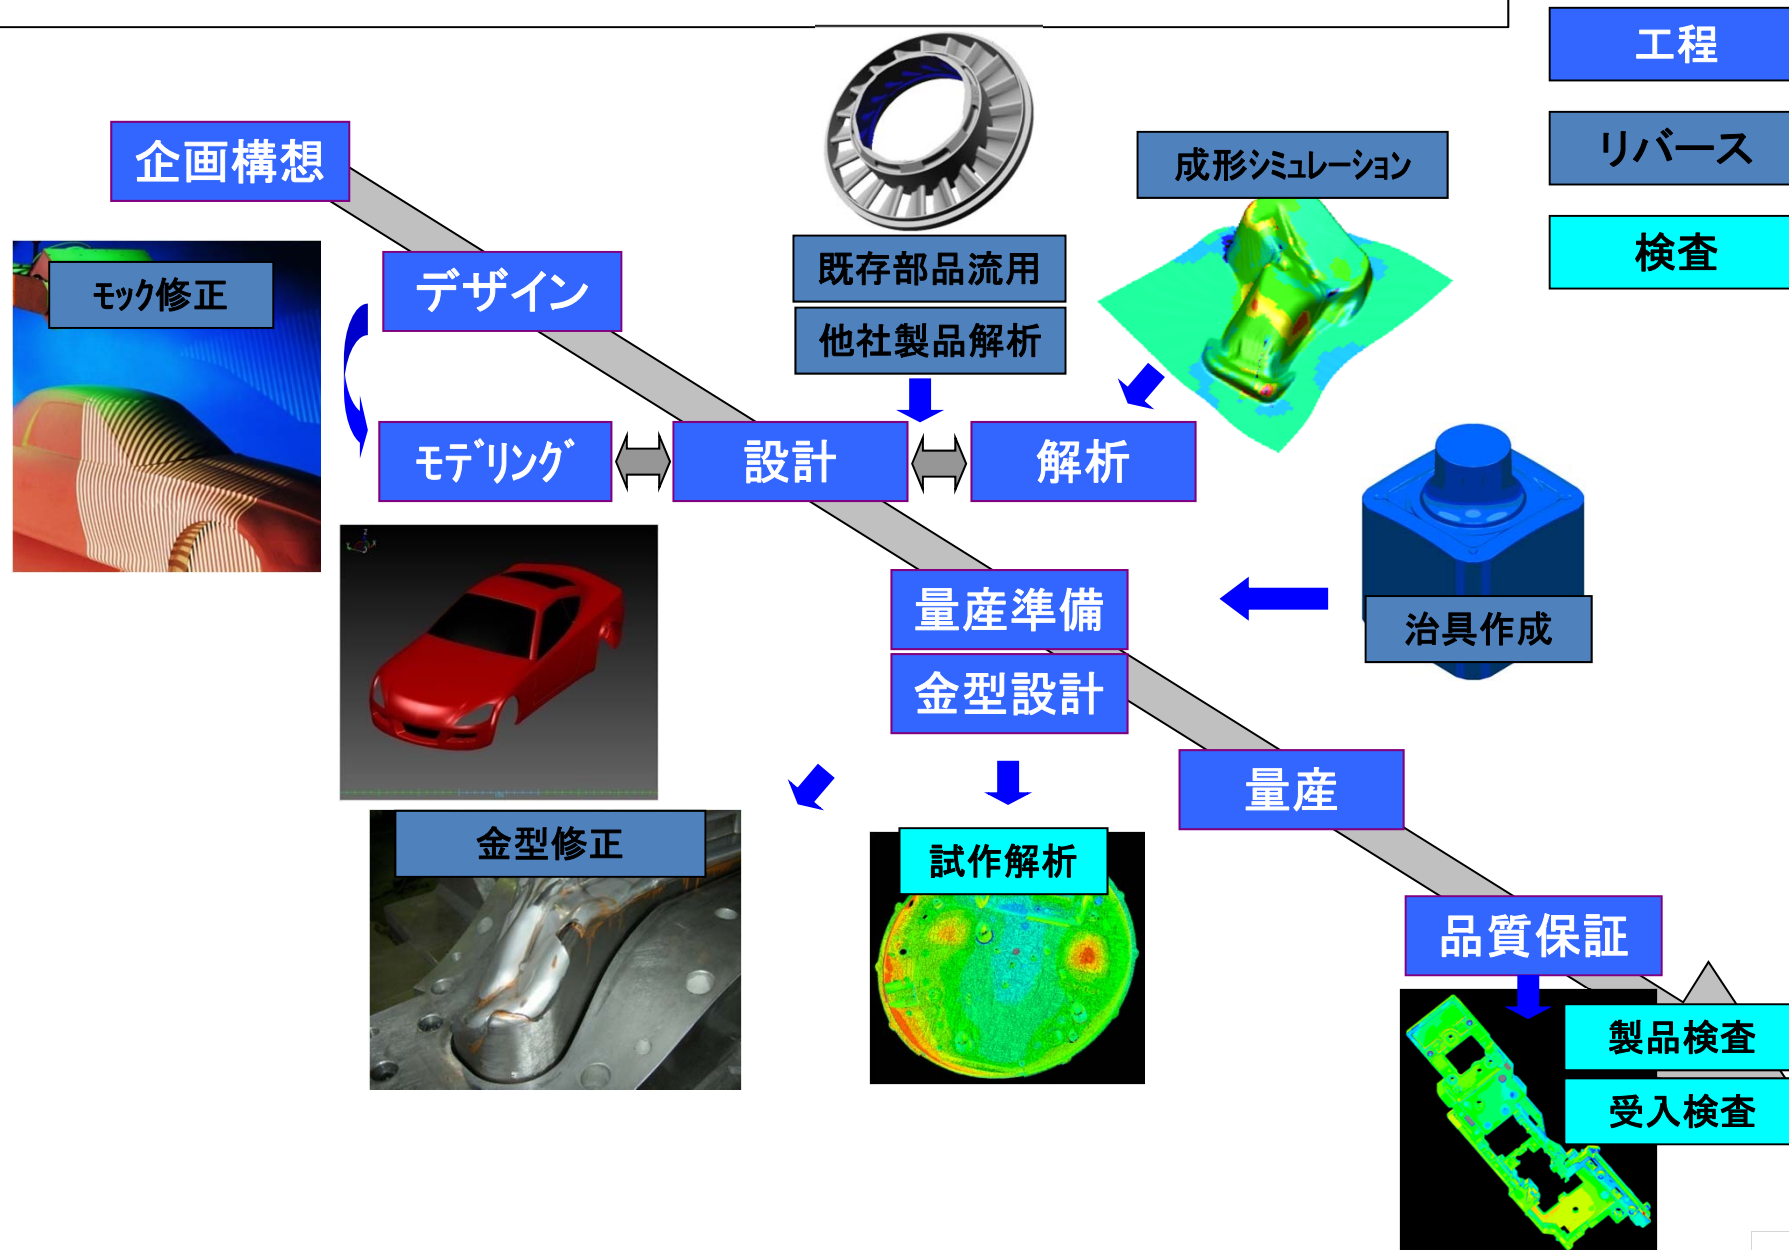 工程
リバース
検査
企画構想
成形シミュレーション
デザイン
モック修正
既存部品流用
他社製品解析
モデリング
設計
解析
量産準備
治具作成
金型設計
量産
金型修正
試作解析
品質保証
製品検査
受入検査